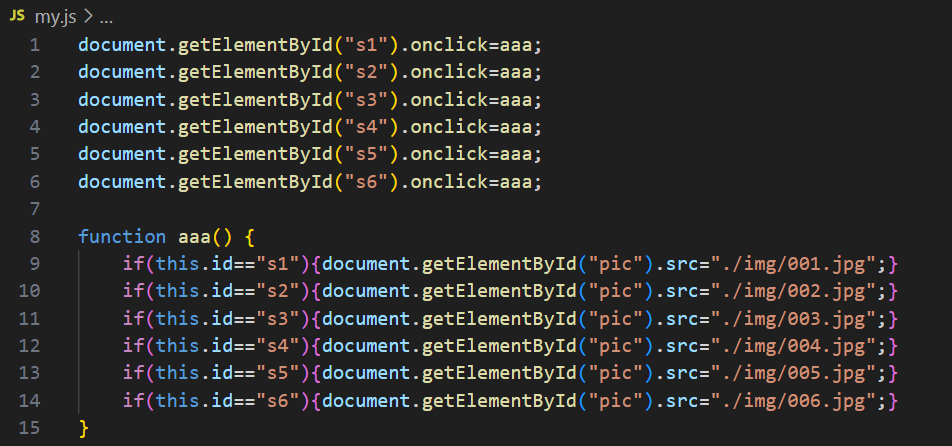 JS my.js > ...
1 document.getElementById("s1").onclick=aaa;
2 document.getElementById("s2").onclick=aaa;
3 document.getElementById("s3").onclick=aaa;
4 document.getElementById("s4").onclick=aaa;
5 document.getElementById("s5").onclick=aaa;
6 document.getElementById("s6").onclick=aaa;
7
8 function aaa() {
9     if(this.id=="s1"){document.getElementById("pic").src="./img/001.jpg";}
10     if(this.id=="s2"){document.getElementById("pic").src="./img/002.jpg";}
11     if(this.id=="s3"){document.getElementById("pic").src="./img/003.jpg";}
12     if(this.id=="s4"){document.getElementById("pic").src="./img/004.jpg";}
13     if(this.id=="s5"){document.getElementById("pic").src="./img/005.jpg";}
14     if(this.id=="s6"){document.getElementById("pic").src="./img/006.jpg";}
15 }